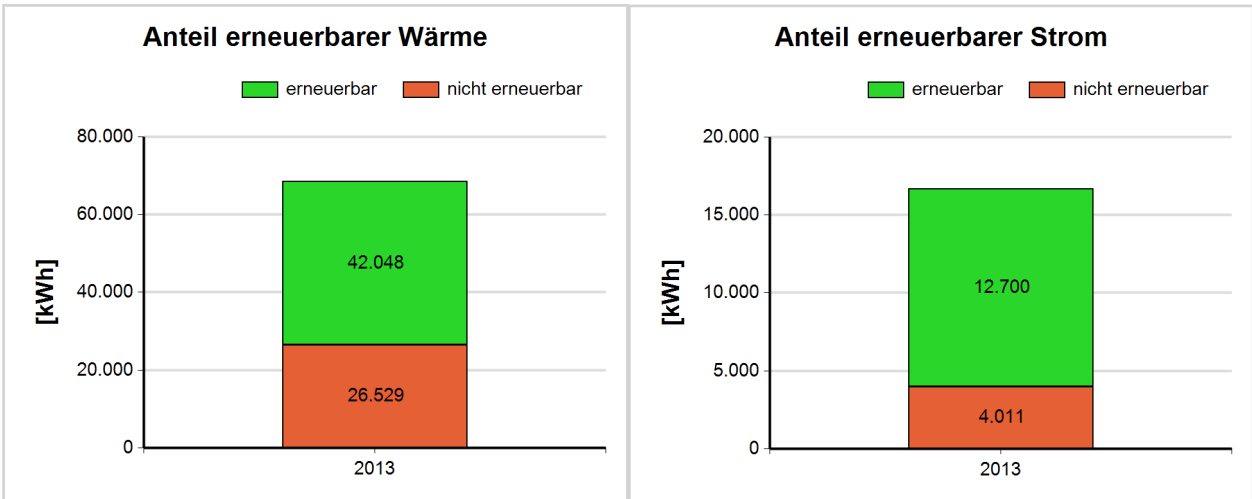 Anteil erneuerbarer Wärme
erneuerbar
nicht erneuerbar
80.000
60.000
40.000
20.000
0
[kWh]
42.048
26.529
2013
Anteil erneuerbarer Strom
erneuerbar
nicht erneuerbar
20.000
15.000
10.000
5.000
0
[kWh]
12.700
4.011
2013